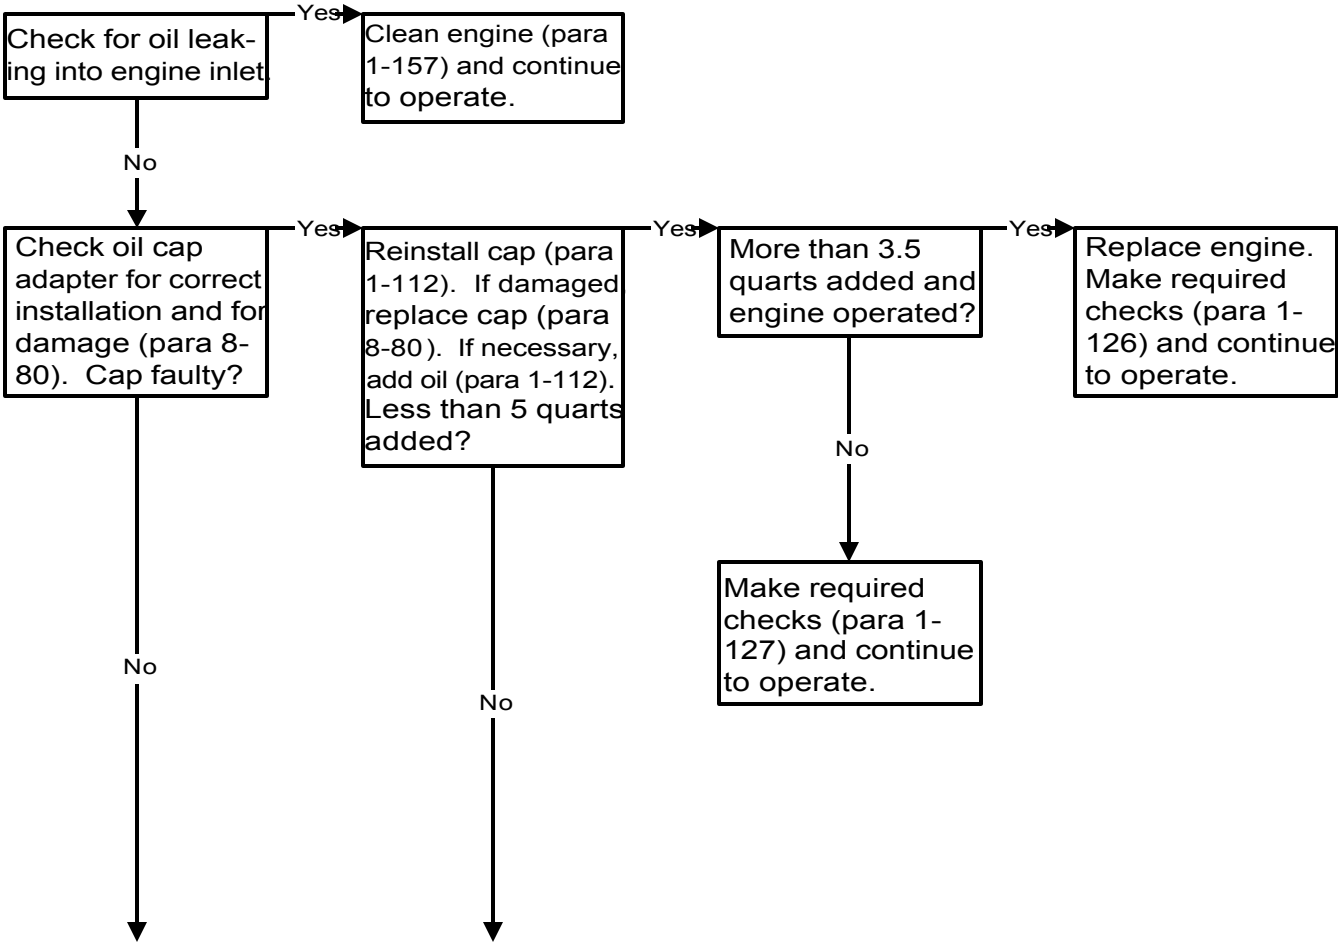 Yes
Check for oil leak-
ing into engine inlet.
Clean engine (para
1-157) and continue
to operate.
No
Yes
Yes
Yes
Check oil cap
adapter for correct
installation and for
damage (para 8-
80).  Cap faulty?
Reinstall cap (para
1-112).  If damaged,
replace cap (para
8-80).  If necessary,
add oil (para 1-112).
Less than 5 quarts
added?
More than 3.5
quarts added and
engine operated?
Replace engine.
Make required
checks (para 1-
126) and continue
to operate.
No
Make required
checks (para 1-
127) and continue
to operate.
No
No